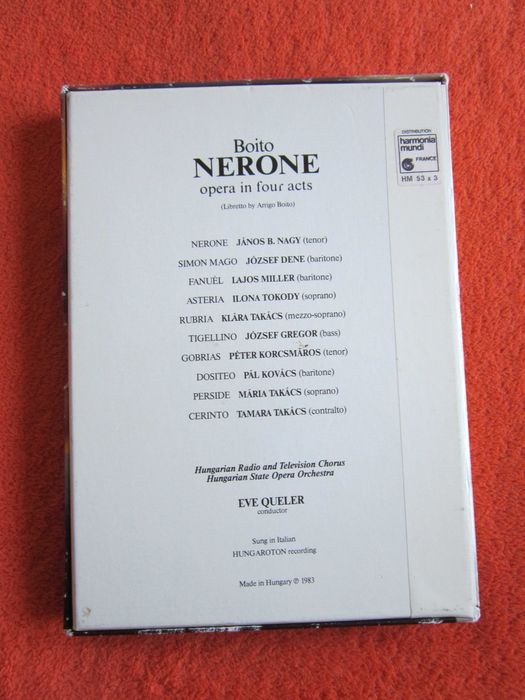 Boito
NERONE
opera in four acts
(Libretto by Arrigo Boito)
NERONE JÁNOS B. NAGY (tenor)
SIMON MAGO JÓZSEF DENE (baritone)
FANUÈL LAJOS MILLER (baritone)
ASTERIA ILONA TOKODY (soprano)
RUBRIA KLÁRA TAKÁCS (mezzo-soprano)
TIGELLINO JÓZSEF GREGOR (bass)
GOBRIAS PÉTER KORCSMÁROS (tenor)
DOSITEO PÁL KOVÁCS (baritone)
PERSIDE MÁRIA TAKÁCS (soprano)
CERINTO TAMARA TAKÁCS (contralto)
Hungarian Radio and Television Chorus
Hungarian State Opera Orchestra
EVE QUELER
conductor
Sung in Italian
HUNGAROTON recording
Made in Hungary ℗ 1983
DISTRIBUTION
harmonia
mundi
FRANCE
HM 53 x 3